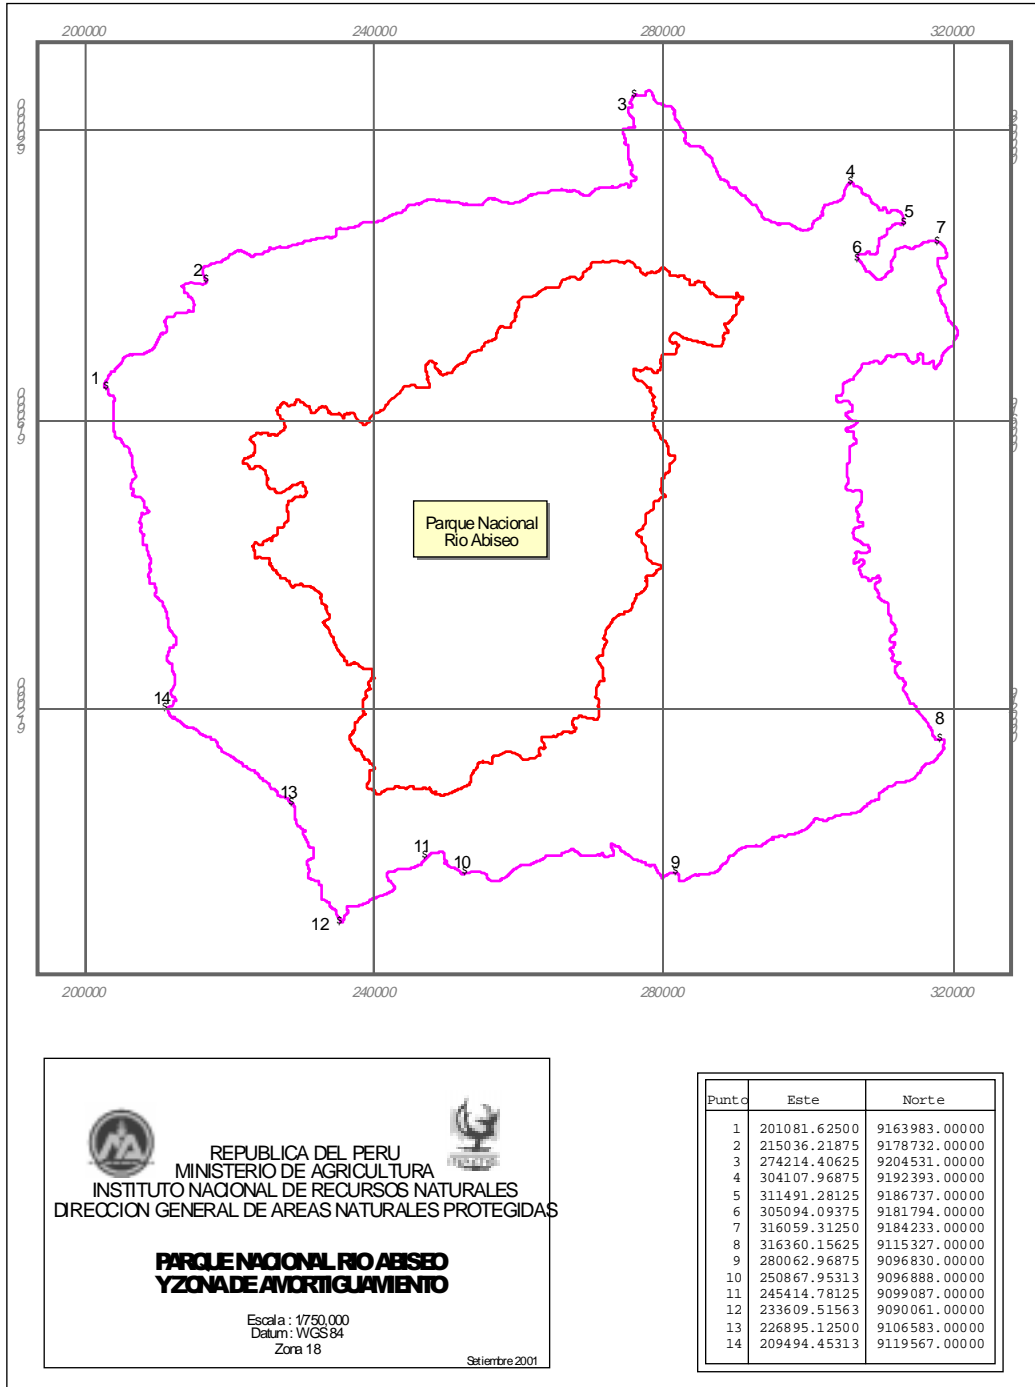 200000 240000 280000 320000
9200000 9200000
3
4
5
7
6
2
1
9160000 9160000
Parque Nacional
Rio Abiseo
9120000 9120000
14
8
13
11
10
9
12
200000 240000 280000 320000
REPUBLICA DEL PERU
MINISTERIO DE AGRICULTURA
INSTITUTO NACIONAL DE RECURSOS NATURALES
DIRECCION GENERAL DE AREAS NATURALES PROTEGIDAS
PARQUE NACIONAL RIO ABISEO
Y ZONA DE AMORTIGUAMIENTO
Escala : 1/750,000
Datum : WGS 84
Zona 18
Setiembre 2001
Punto Este Norte
1 201081.62500 9163983.00000
2 215036.21875 9178732.00000
3 274214.40625 9204531.00000
4 304107.96875 9192393.00000
5 311491.28125 9186737.00000
6 305094.09375 9181794.00000
7 316059.31250 9184233.00000
8 316360.15625 9115327.00000
9 280062.96875 9096830.00000
10 250867.95313 9096888.00000
11 245414.78125 9099087.00000
12 233609.51563 9090061.00000
13 226895.12500 9106583.00000
14 209494.45313 9119567.00000